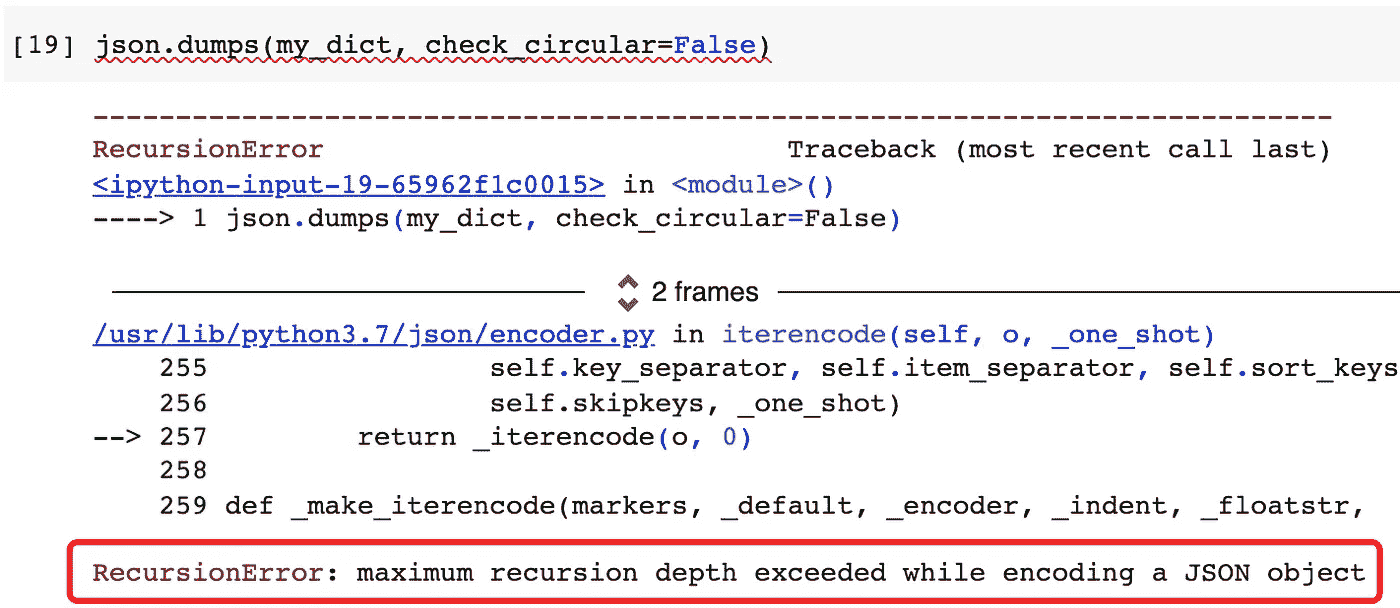 [19] json.dumps(my_dict, check_circular=False)
---------------------------------------------------------------------------
RecursionError                            Traceback (most recent call last)
<ipython-input-19-65962f1c0015> in <module>()
----> 1 json.dumps(my_dict, check_circular=False)
2 frames
/usr/lib/python3.7/json/encoder.py in iterencode(self, o, _one_shot)
    255                 self.key_separator, self.item_separator, self.sort_keys
    256                 self.skipkeys, _one_shot)
--> 257         return _iterencode(o, 0)
    258
    259 def _make_iterencode(markers, _default, _encoder, _indent, _floatstr,
RecursionError: maximum recursion depth exceeded while encoding a JSON object